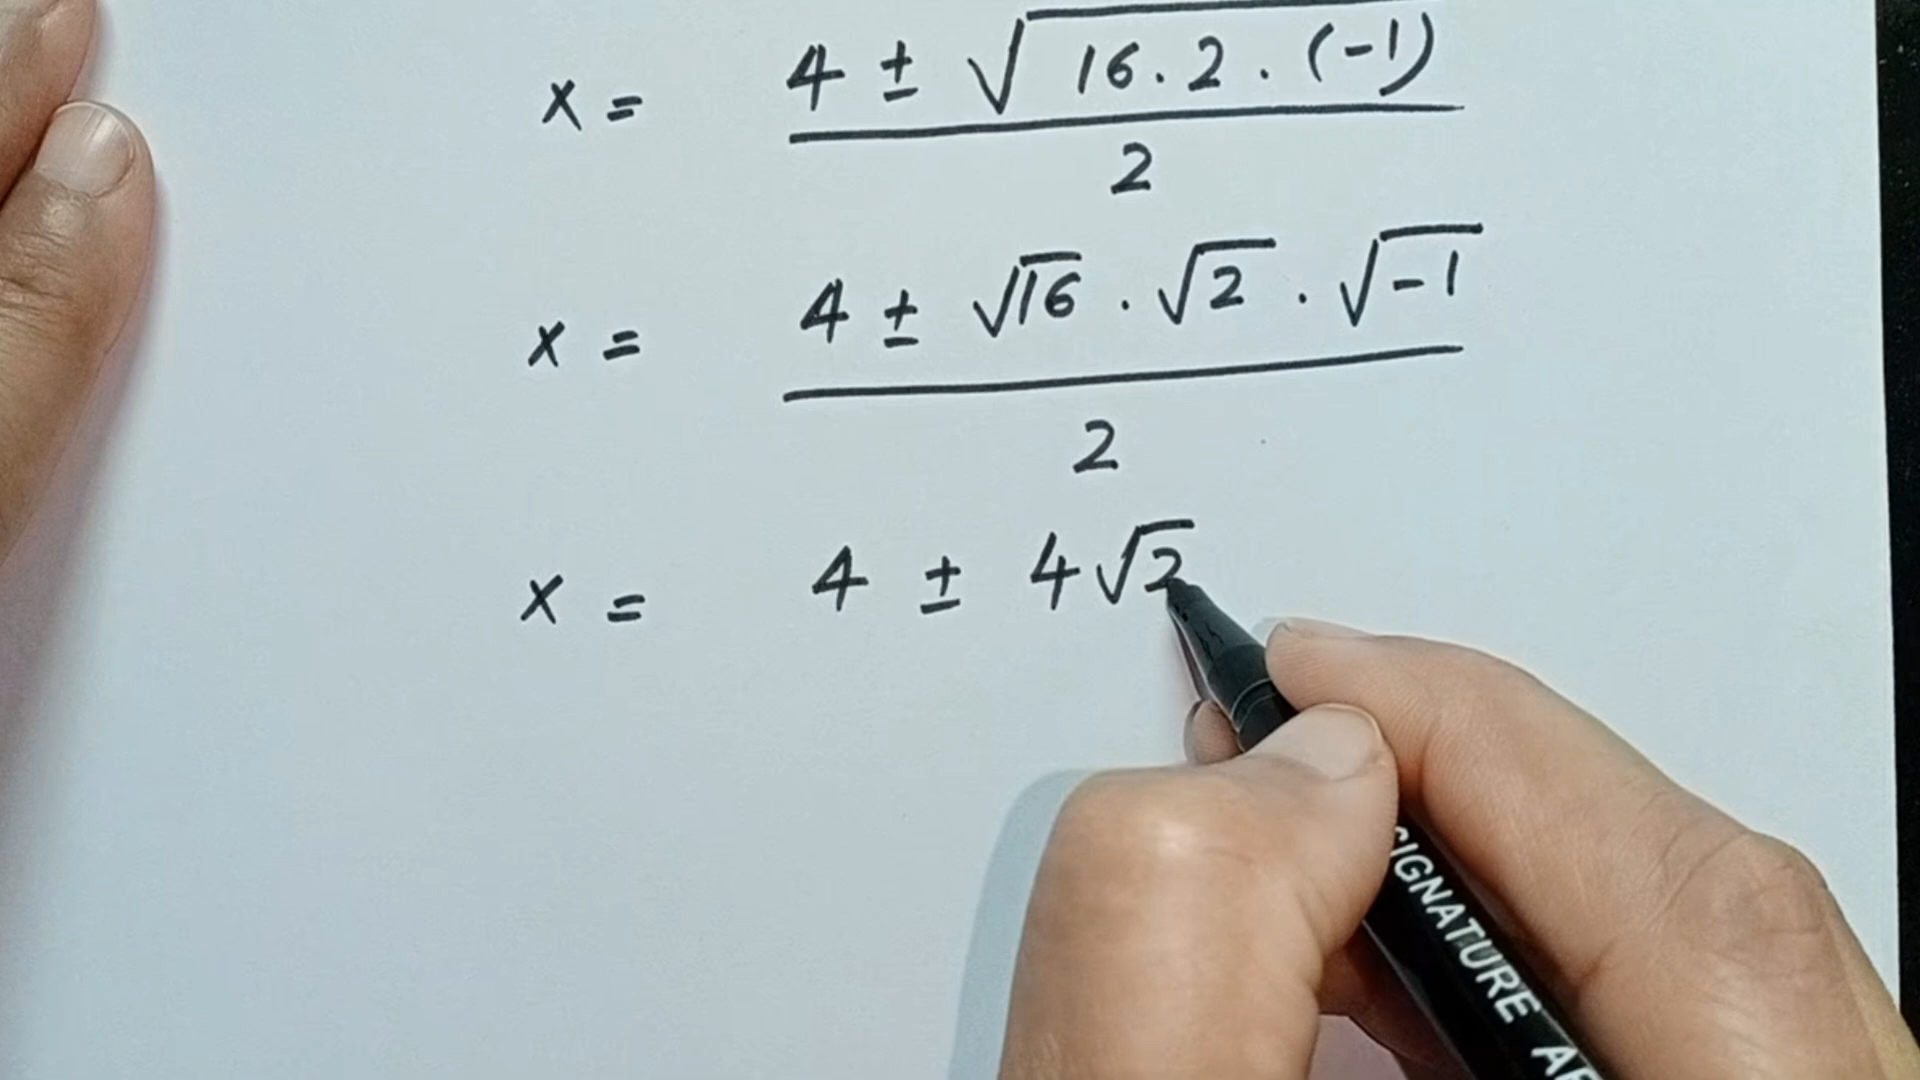 x = 4 ± √16.2.(-1)
2
x = 4 ± √16 . √2 . √-1
2
x = 4 ± 4√2
SIGNATURE